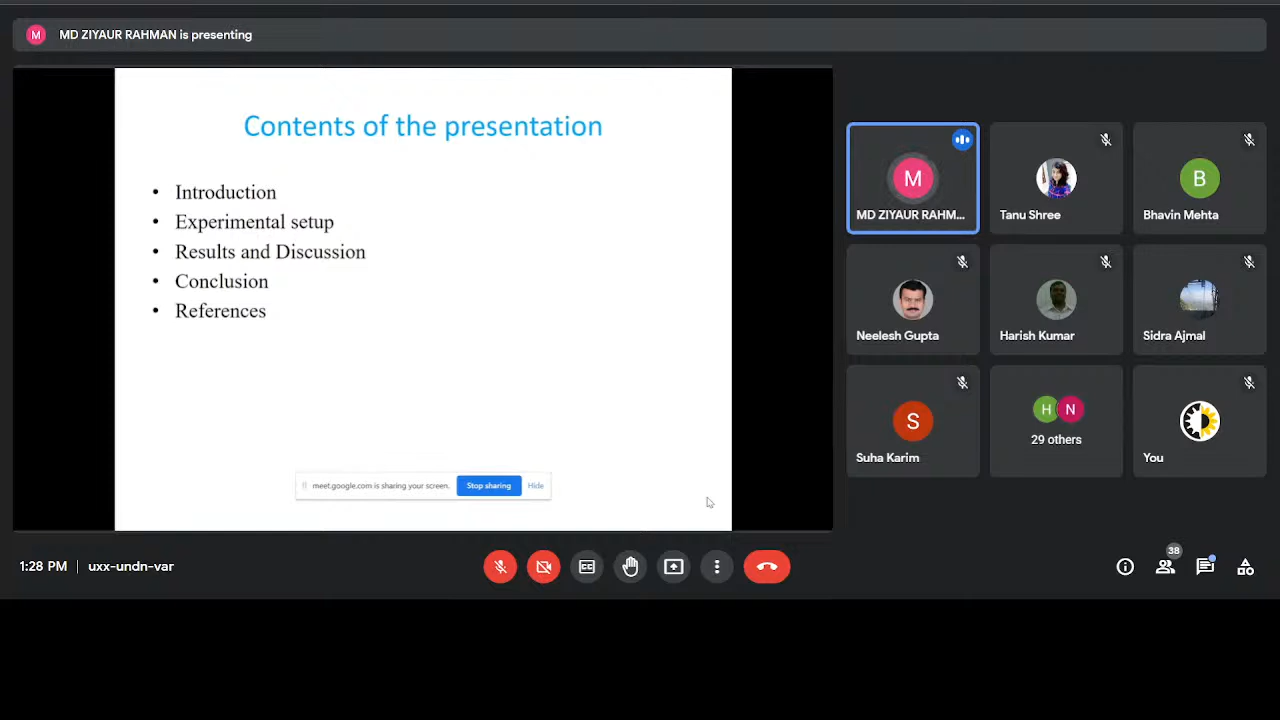 M MD ZIYAUR RAHMAN is presenting
Contents of the presentation
• Introduction
• Experimental setup
• Results and Discussion
• Conclusion
• References
meet.google.com is sharing your screen. Stop sharing Hide
M
MD ZIYAUR RAHM...
Tanu Shree
B
Bhavin Mehta
Neelesh Gupta
Harish Kumar
Sidra Ajmal
S
Suha Karim
H N
29 others
You
1:28 PM | uxx-undn-var
38